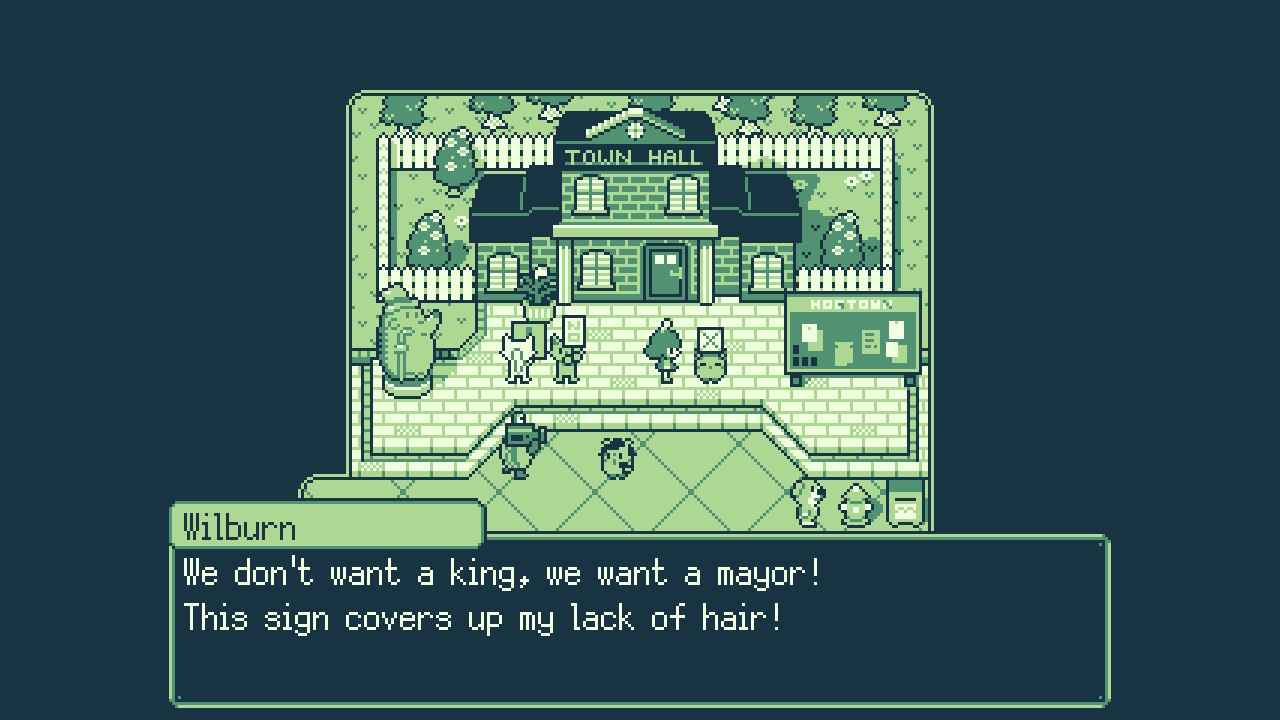 TOWN HALL
HOGTOWN
Wilburn
We don't want a king, we want a mayor!
This sign covers up my lack of hair!